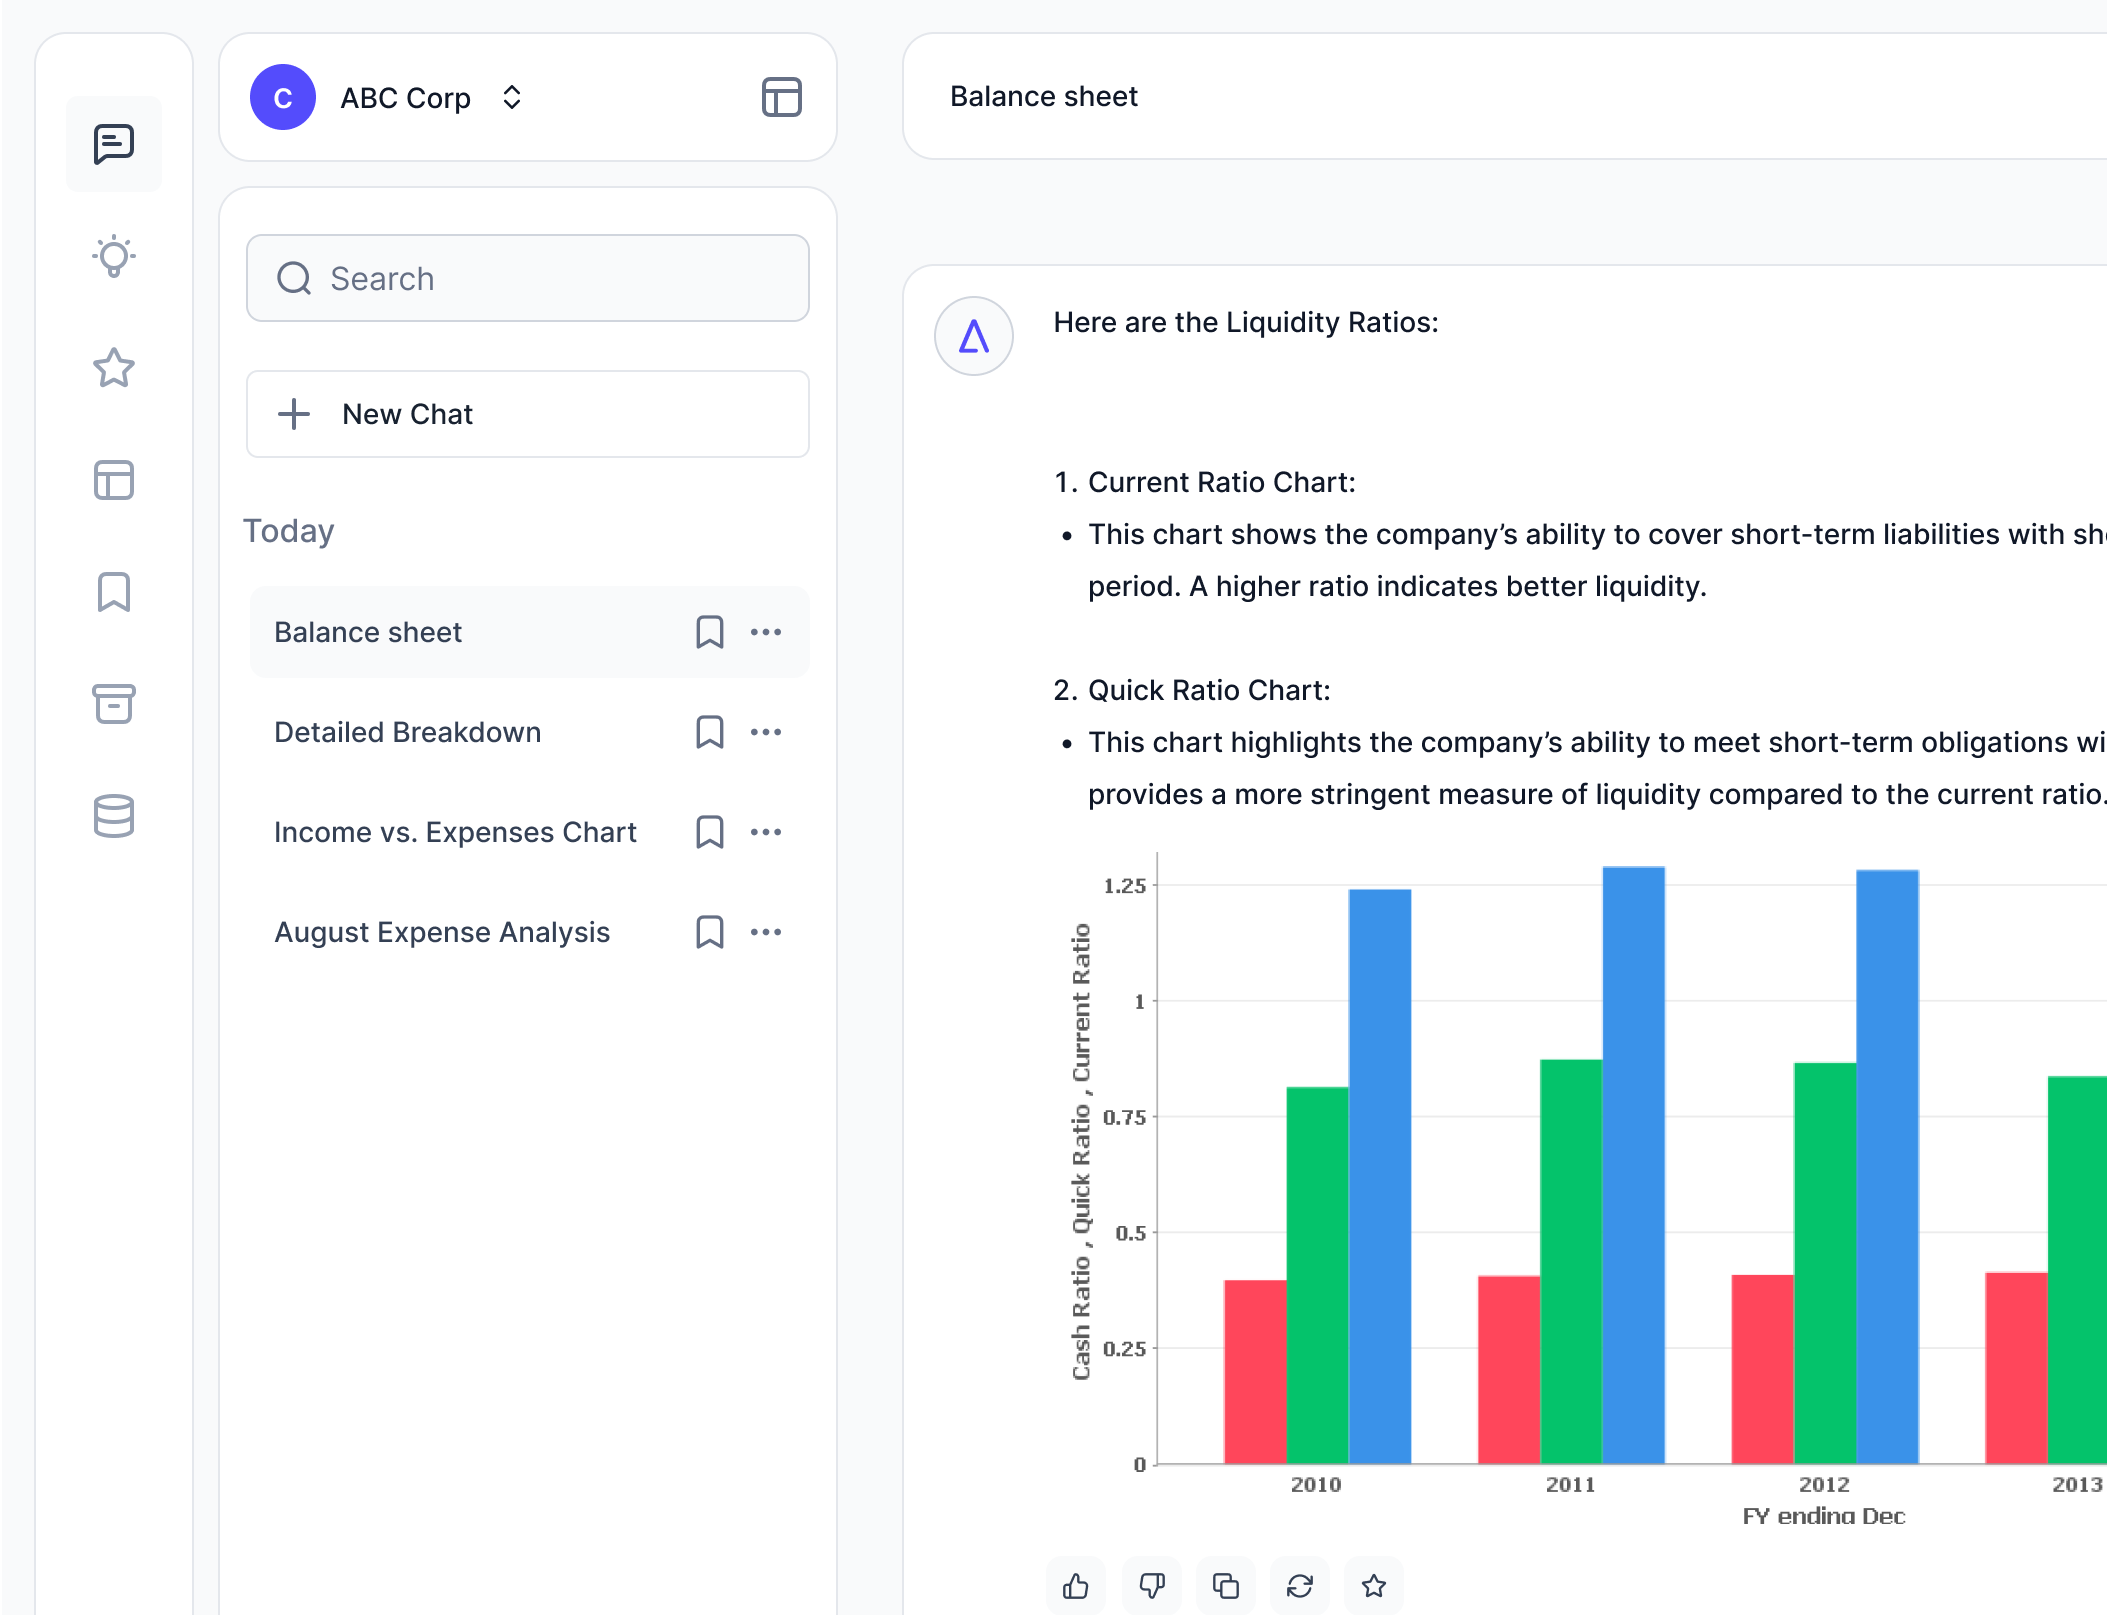 C ABC Corp
Search
New Chat
Today
Balance sheet
Detailed Breakdown
Income vs. Expenses Chart
August Expense Analysis
Balance sheet
Here are the Liquidity Ratios:
1. Current Ratio Chart:
• This chart shows the company’s ability to cover short-term liabilities with
period. A higher ratio indicates better liquidity.
2. Quick Ratio Chart:
• This chart highlights the company’s ability to meet short-term obligations
provides a more stringent measure of liquidity compared to the current ratio.
Cash Ratio , Quick Ratio , Current Ratio
1.25
1
0.75
0.5
0.25
0
2010 2011 2012 2013
FY ending Dec